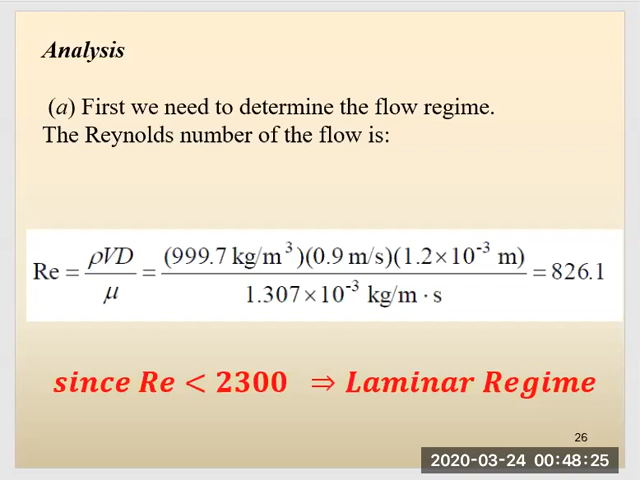 Analysis
(a) First we need to determine the flow regime.
The Reynolds number of the flow is:
Re = ρVD / μ = (999.7 kg/m³)(0.9 m/s)(1.2×10⁻³ m) / 1.307×10⁻³ kg/m·s = 826.1
since Re < 2300 ⇒ Laminar Regime
26
2020-03-24 00:48:25